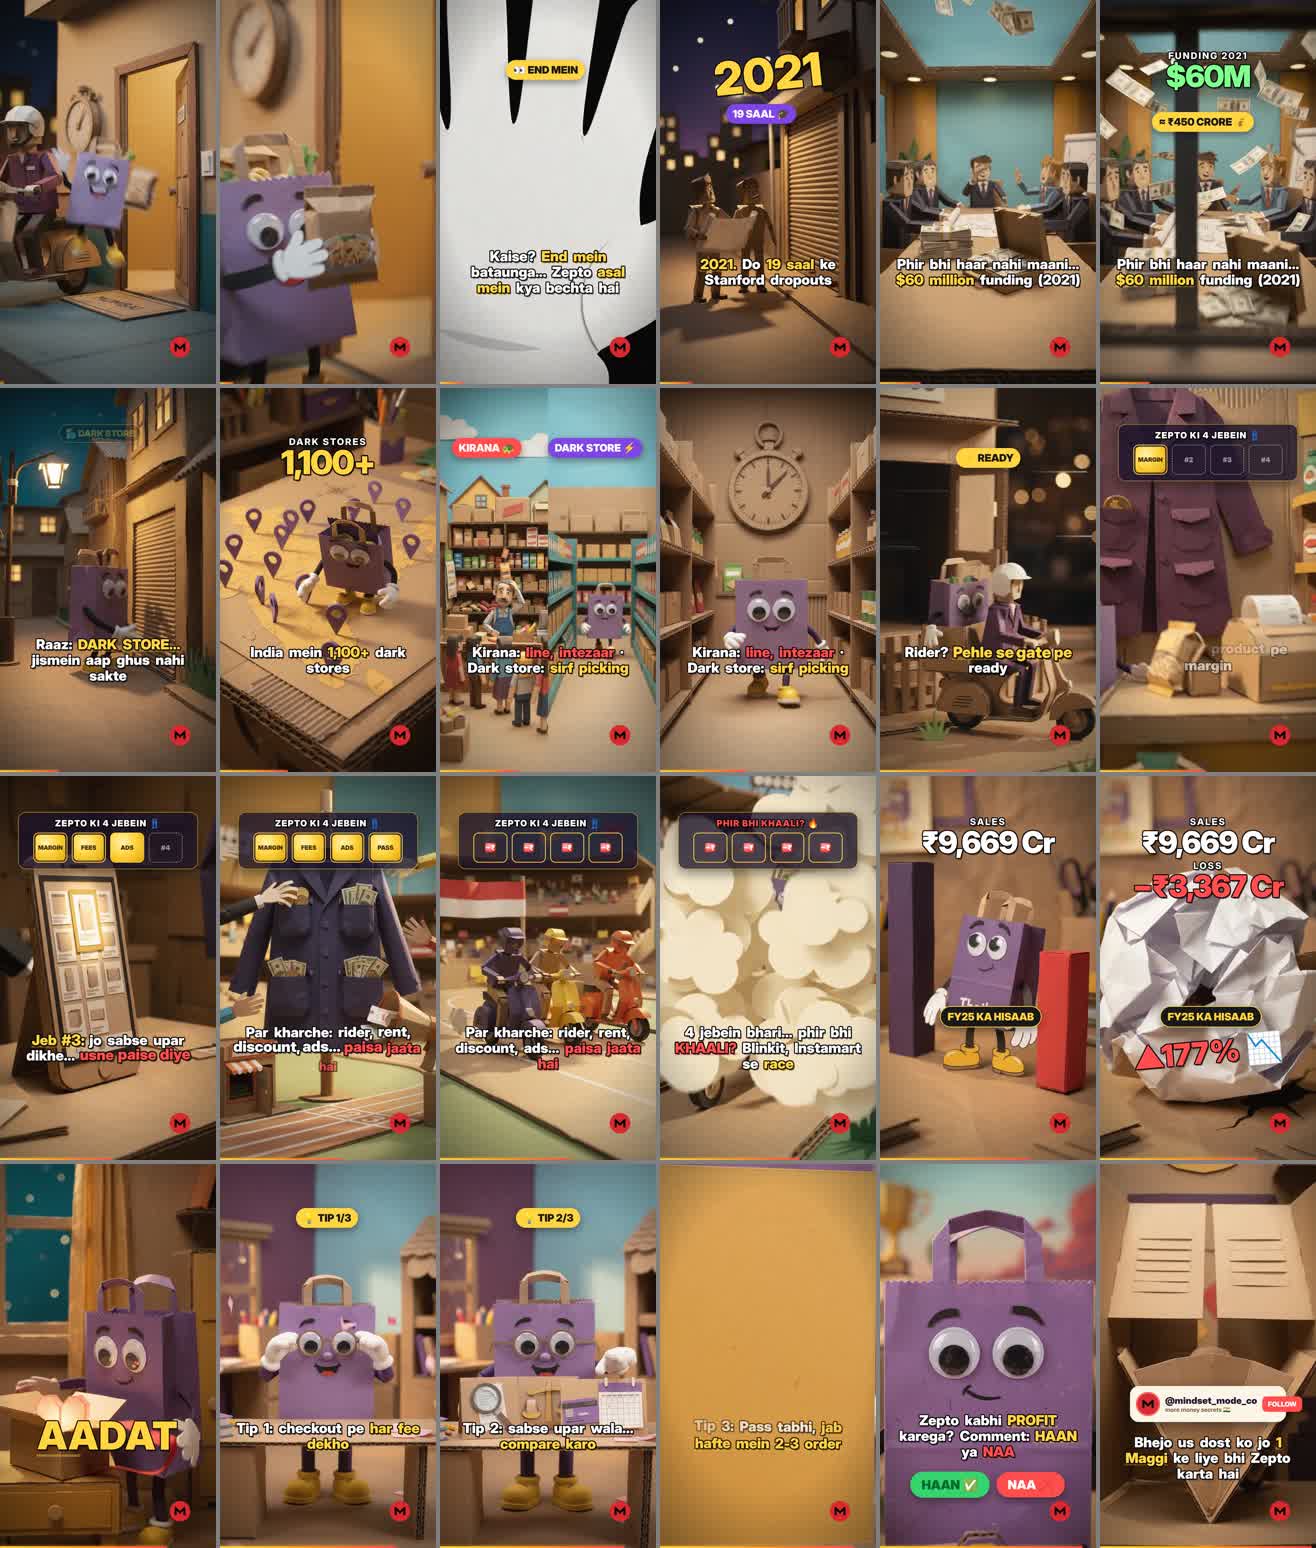 MUMBAI
👀 END MEIN
Kaise? End mein
bataunga... Zepto asal
mein kya bechta hai
M
2021
19 SAAL 🎓
2021. Do 19 saal ke
Stanford dropouts
M
Phir bhi haar nahi maani...
$60 million funding (2021)
M
FUNDING 2021
$60M
≈ ₹450 CRORE 💰
Phir bhi haar nahi maani...
$60 million funding (2021)
M
DARK STORE
Raaz: DARK STORE...
jismein aap ghus nahi
sakte
M
DARK STORES
1,100+
India mein 1,100+ dark
stores
M
KIRANA 🐢
DARK STORE ⚡
Kirana: line, intezaar ·
Dark store: sirf picking
M
Kirana: line, intezaar ·
Dark store: sirf picking
M
READY
Rider? Pehle se gate pe
ready
M
ZEPTO KI 4 JEBEIN 👖
MARGIN #2 #3 #4
product pe
margin
M
ZEPTO KI 4 JEBEIN 👖
MARGIN FEES ADS #4
Jeb #3: jo sabse upar
dikhe... usne paise diye
M
ZEPTO KI 4 JEBEIN 👖
MARGIN FEES ADS PASS
Par kharche: rider, rent,
discount, ads... paisa jaata
hai
M
ZEPTO KI 4 JEBEIN 👖
Par kharche: rider, rent,
discount, ads... paisa jaata
hai
M
PHIR BHI KHAALI? 🔥
4 jebein bhari... phir bhi
KHAALI? Blinkit, Instamart
se race
M
SALES
₹9,669 Cr
FY25 KA HISAAB
M
SALES
₹9,669 Cr
LOSS
−₹3,367 Cr
FY25 KA HISAAB
▲177% 📉
M
AADAT
M
💡 TIP 1/3
Tip 1: checkout pe har fee
dekho
M
💡 TIP 2/3
Tip 2: sabse upar wala...
compare karo
M
Tip 3: Pass tabhi, jab
hafte mein 2-3 order
M
Zepto kabhi PROFIT
karega? Comment: HAAN
ya NAA
HAAN ✅
NAA
M
M
@mindset_mode_co
more money secrets
FOLLOW
Bhejo us dost ko jo 1
Maggi ke liye bhi Zepto
karta hai
M